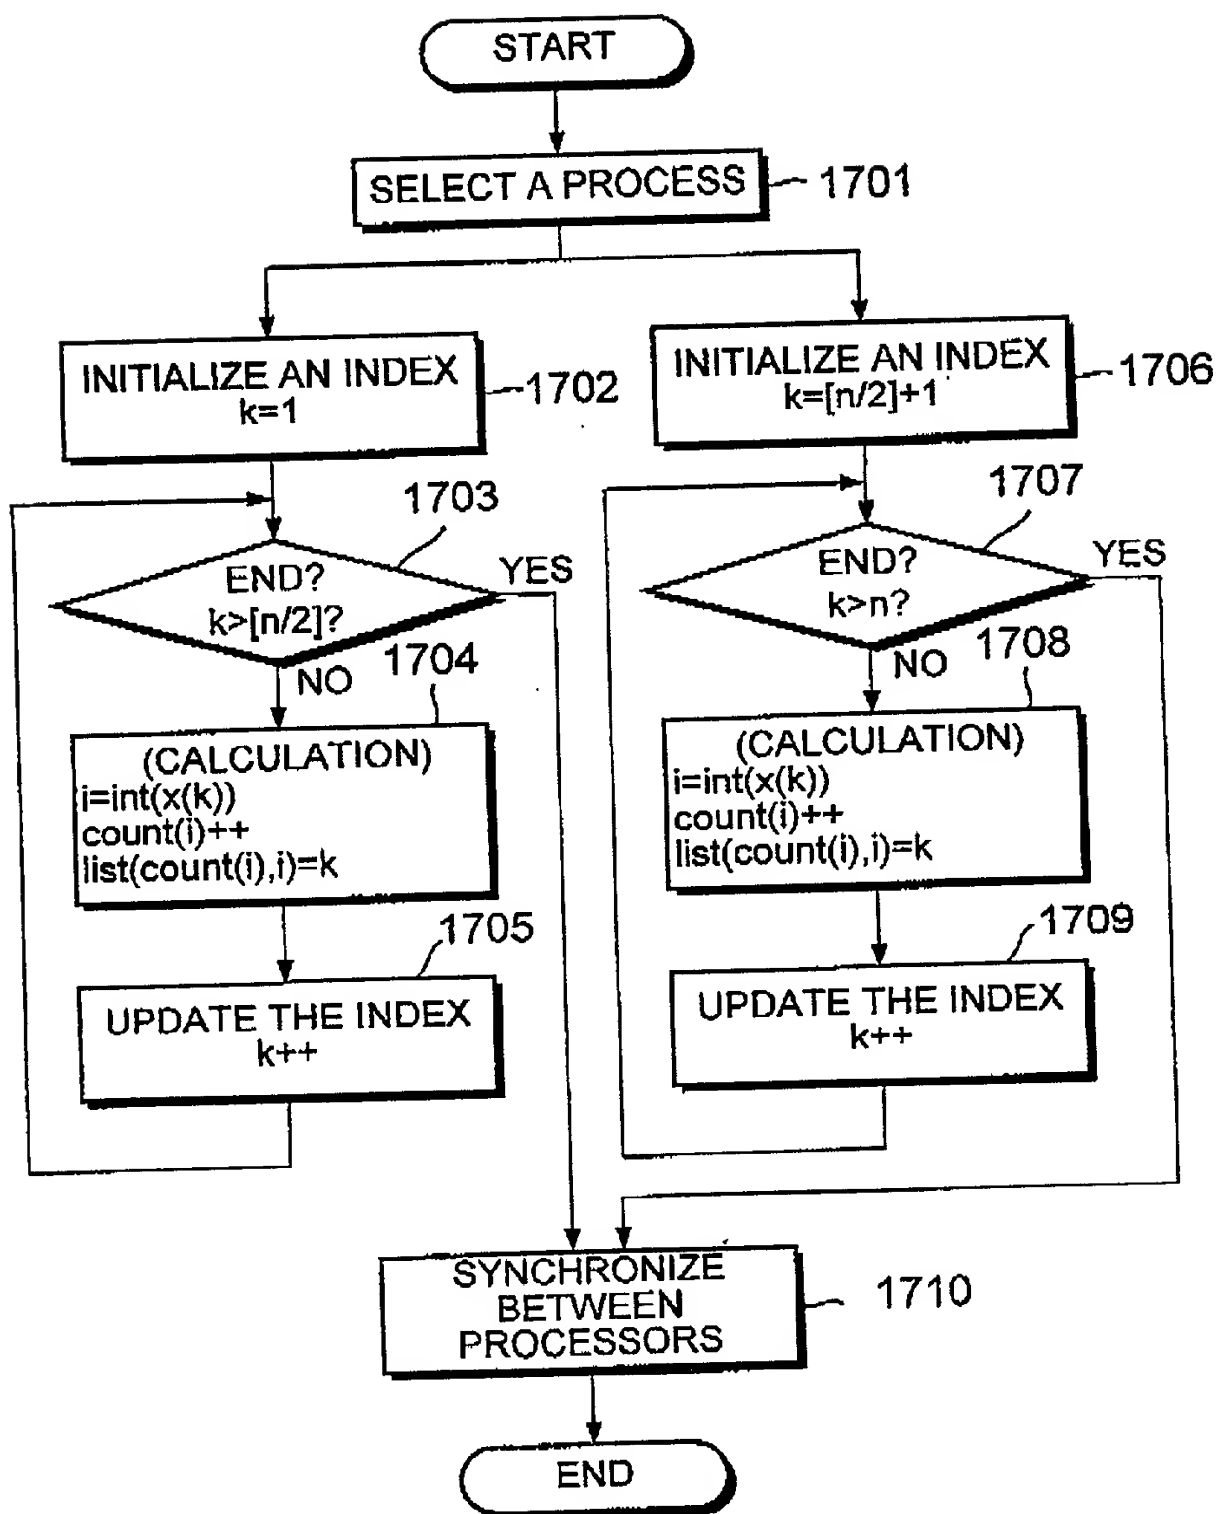 START
SELECT A PROCESS
1701
INITIALIZE AN INDEX
k=1
1702
INITIALIZE AN INDEX
k=[n/2]+1
1706
1703
END?
k>[n/2]?
YES
NO
1707
END?
k>n?
YES
NO
1704
(CALCULATION)
i=int(x(k))
count(i)++
list(count(i),i)=k
1708
(CALCULATION)
i=int(x(k))
count(i)++
list(count(i),i)=k
1705
UPDATE THE INDEX
k++
1709
UPDATE THE INDEX
k++
SYNCHRONIZE
BETWEEN
PROCESSORS
1710
END